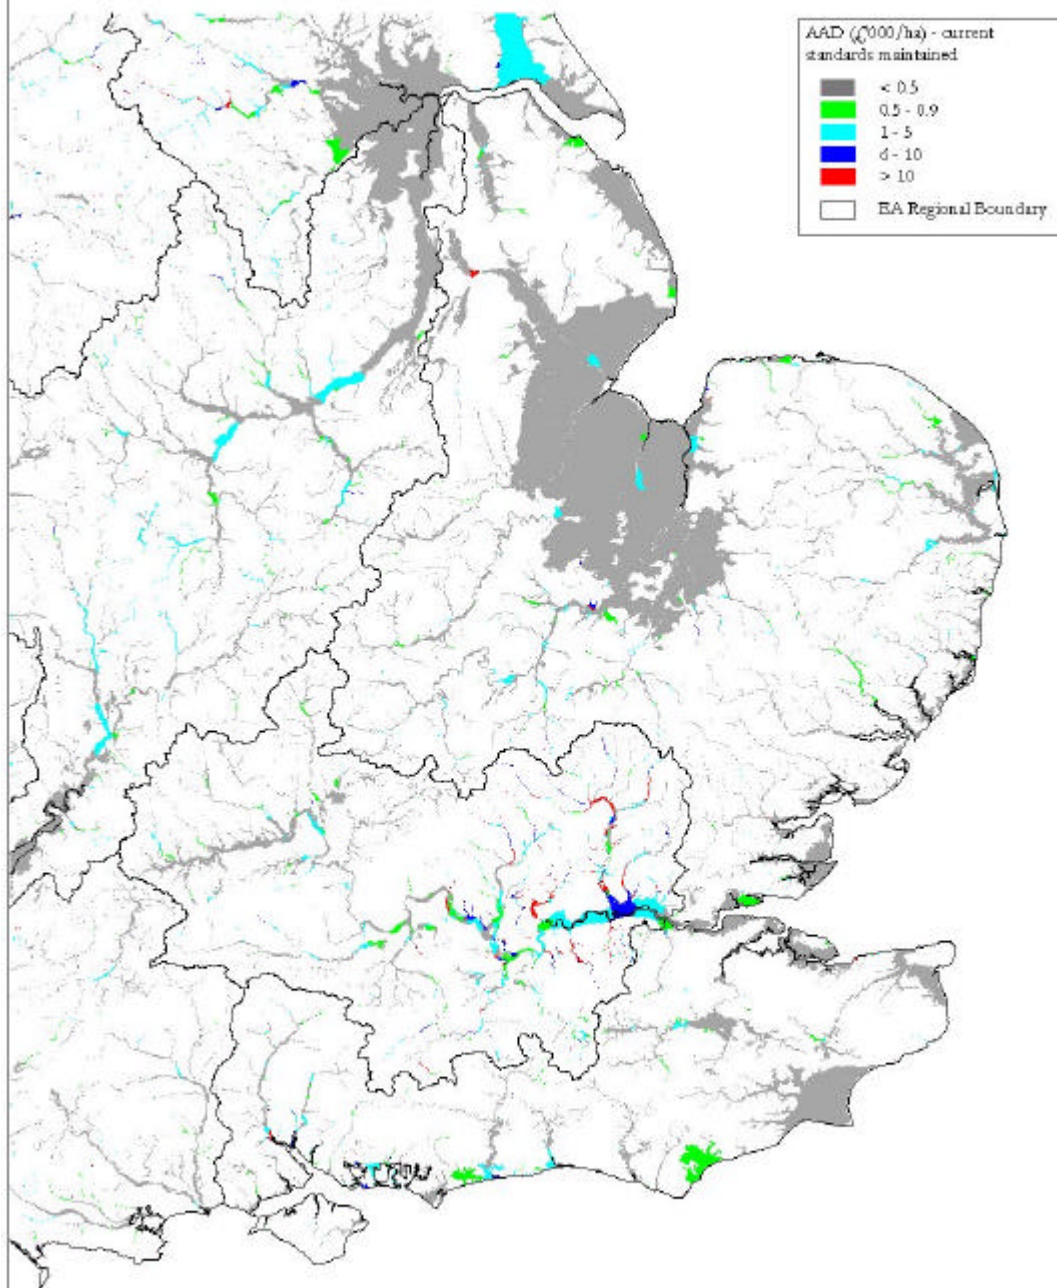 AAD (£'000/ha) - current
standards maintained
< 0.5
0.5 - 0.9
1 - 5
6 - 10
> 10
EA Regional Boundary